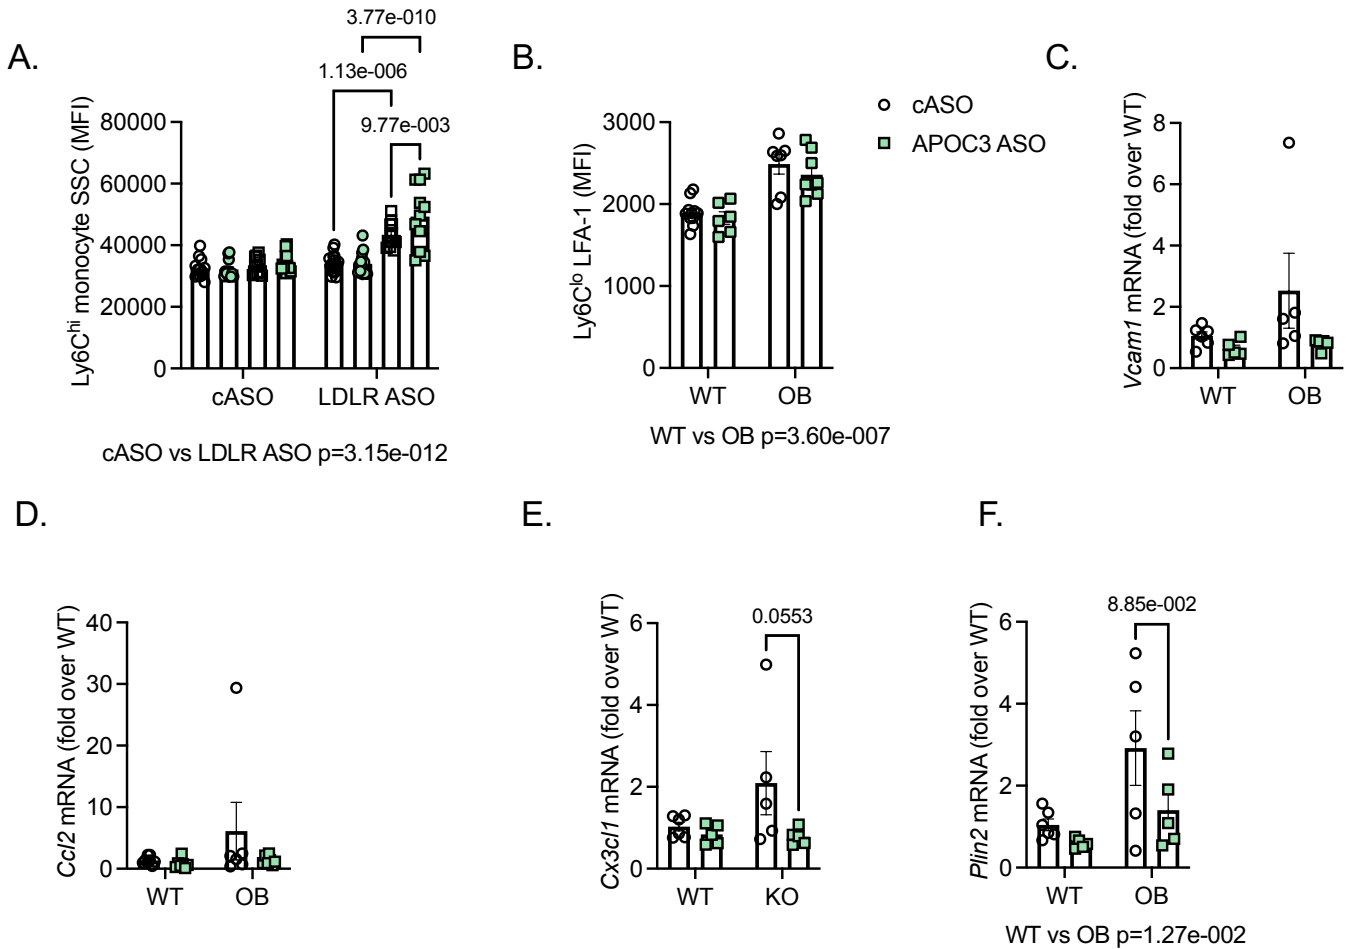 A.
3.77e-010
1.13e-006
9.77e-003
Ly6Chi monocyte SSC (MFI)
80000
60000
40000
20000
0
cASO
LDLR ASO
cASO vs LDLR ASO p=3.15e-012
B.
Ly6Clo LFA-1 (MFI)
3000
2000
1000
0
WT
OB
WT vs OB p=3.60e-007
cASO
APOC3 ASO
C.
Vcam1 mRNA (fold over WT)
8
6
4
2
0
WT
OB
D.
Ccl2 mRNA (fold over WT)
40
30
20
10
0
WT
OB
E.
0.0553
Cx3cl1 mRNA (fold over WT)
6
4
2
0
WT
KO
F.
8.85e-002
Plin2 mRNA (fold over WT)
6
4
2
0
WT
OB
WT vs OB p=1.27e-002